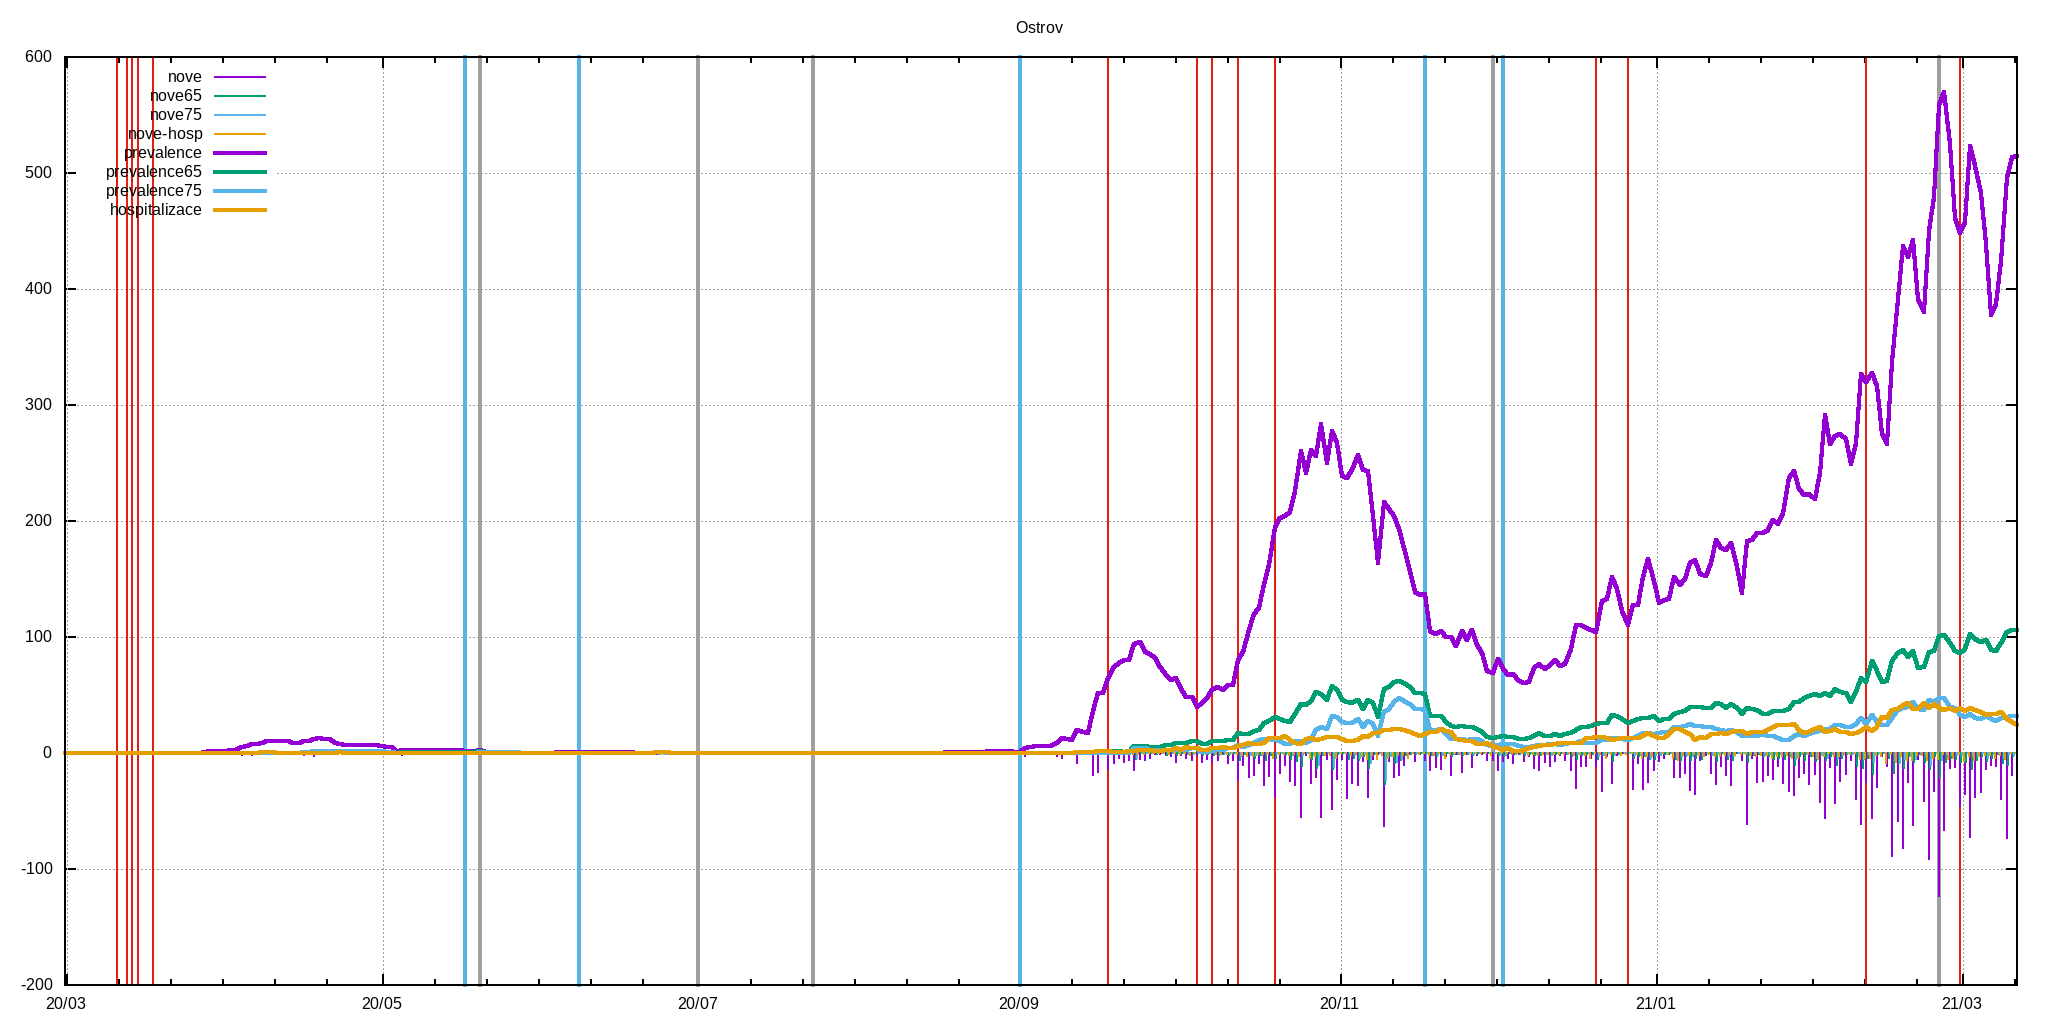 Ostrov
600
500
400
300
200
100
0
-100
-200
nove
nove65
nove75
nove-hosp
prevalence
prevalence65
prevalence75
hospitalizace
20/03 20/05 20/07 20/09 20/11 21/01 21/03